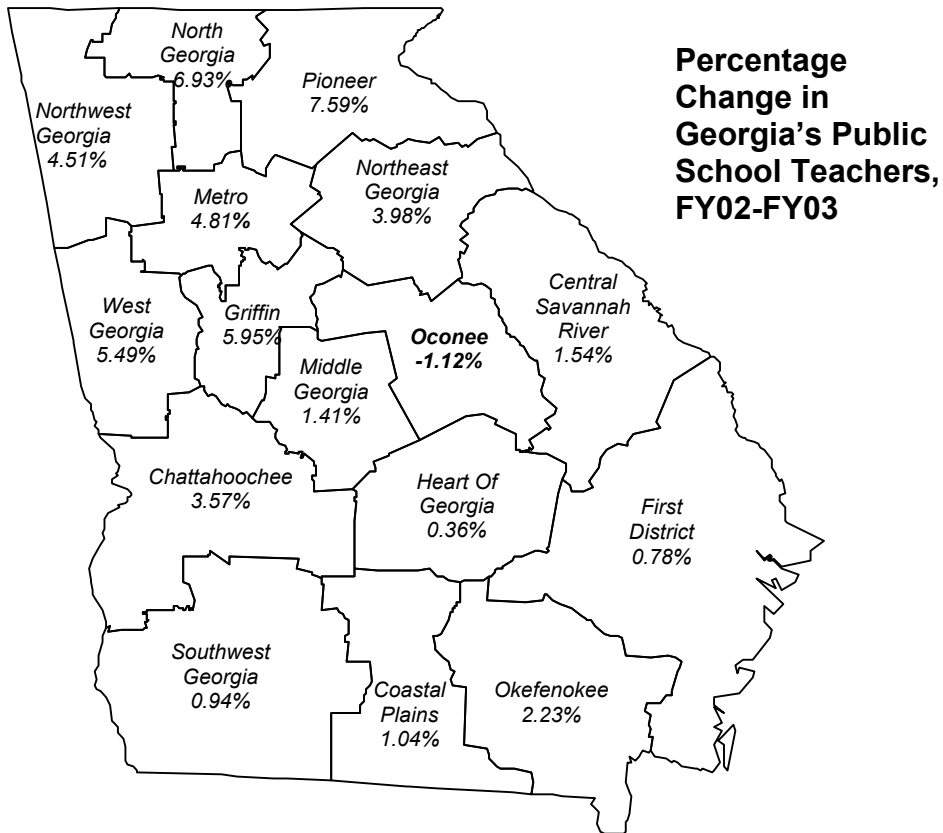 Percentage
Change in
Georgia's Public
School Teachers,
FY02-FY03
North
Georgia
6.93%
Pioneer
7.59%
Northwest
Georgia
4.51%
Northeast
Georgia
3.98%
Metro
4.81%
Central
Savannah
River
1.54%
West
Georgia
5.49%
Griffin
5.95%
Oconee
-1.12%
Middle
Georgia
1.41%
Chattahoochee
3.57%
Heart Of
Georgia
0.36%
First
District
0.78%
Southwest
Georgia
0.94%
Coastal
Plains
1.04%
Okefenokee
2.23%